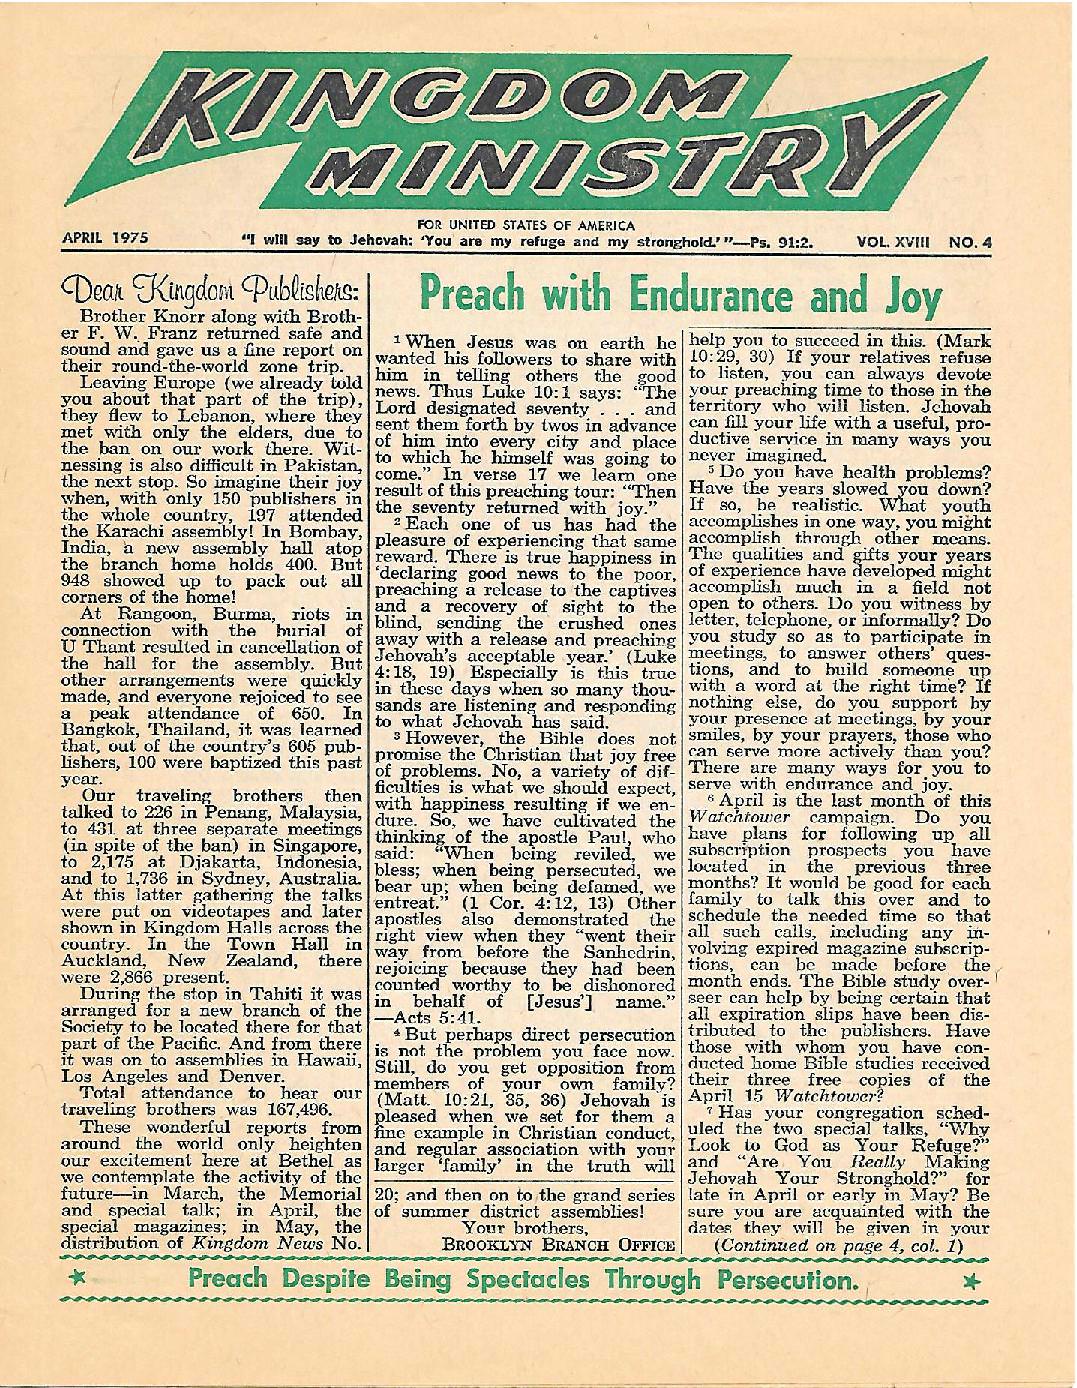 KINGDOM
MINISTRY
FOR UNITED STATES OF AMERICA
APRIL 1975 "I will say to Jehovah: 'You are my refuge and my stronghold.'"—Ps. 91:2. VOL. XVIII NO. 4
Dear Kingdom Publishers:
Brother Knorr along with Broth-
er F. W. Franz returned safe and
sound and gave us a fine report on
their round-the-world zone trip.
Leaving Europe (we already told
you about that part of the trip),
they flew to Lebanon, where they
met with only the elders, due to
the ban on our work there. Wit-
nessing is also difficult in Pakistan,
the next stop. So imagine their joy
when, with only 150 publishers in
the whole country, 197 attended
the Karachi assembly! In Bombay,
India, a new assembly hall atop
the branch home holds 400. But
948 showed up to pack out all
corners of the home!
At Rangoon, Burma, riots in
connection with the burial of
U Thant resulted in cancellation of
the hall for the assembly. But
other arrangements were quickly
made, and everyone rejoiced to see
a peak attendance of 650. In
Bangkok, Thailand, it was learned
that, out of the country's 605 pub-
lishers, 100 were baptized this past
year.
Our traveling brothers then
talked to 226 in Penang, Malaysia,
to 431 at three separate meetings
(in spite of the ban) in Singapore,
to 2,175 at Djakarta, Indonesia,
and to 1,736 in Sydney, Australia.
At this latter gathering the talks
were put on videotapes and later
shown in Kingdom Halls across the
country. In the Town Hall in
Auckland, New Zealand, there
were 2,866 present.
During the stop in Tahiti it was
arranged for a new branch of the
Society to be located there for that
part of the Pacific. And from there
it was on to assemblies in Hawaii,
Los Angeles and Denver.
Total attendance to hear our
traveling brothers was 167,496.
These wonderful reports from
around the world only heighten
our excitement here at Bethel as
we contemplate the activity of the
future—in March, the Memorial
and special talk; in April, the
special magazines; in May, the
distribution of Kingdom News No.
20; and then on to the grand series
of summer district assemblies!
Your brothers,
BROOKLYN BRANCH OFFICE
Preach with Endurance and Joy
1 When Jesus was on earth he
wanted his followers to share with
him in telling others the good
news. Thus Luke 10:1 says: "The
Lord designated seventy . . . and
sent them forth by twos in advance
of him into every city and place
to which he himself was going to
come." In verse 17 we learn one
result of this preaching tour: "Then
the seventy returned with joy."
2 Each one of us has had the
pleasure of experiencing that same
reward. There is true happiness in
'declaring good news to the poor,
preaching a release to the captives
and a recovery of sight to the
blind, sending the crushed ones
away with a release and preaching
Jehovah's acceptable year.' (Luke
4:18, 19) Especially is this true
in these days when so many thou-
sands are listening and responding
to what Jehovah has said.
3 However, the Bible does not
promise the Christian that joy free
of problems. No, a variety of dif-
ficulties is what we should expect,
with happiness resulting if we en-
dure. So, we have cultivated the
thinking of the apostle Paul, who
said: "When being reviled, we
bless; when being persecuted, we
bear up; when being defamed, we
entreat." (1 Cor. 4:12, 13) Other
apostles also demonstrated the
right view when they "went their
way from before the Sanhedrin,
rejoicing because they had been
counted worthy to be dishonored
in behalf of [Jesus'] name."
—Acts 5:41.
4 But perhaps direct persecution
is not the problem you face now.
Still, do you get opposition from
members of your own family?
(Matt. 10:21, 35, 36) Jehovah is
pleased when we set for them a
fine example in Christian conduct,
and regular association with your
larger 'family' in the truth will
help you to succeed in this. (Mark
10:29, 30) If your relatives refuse
to listen, you can always devote
your preaching time to those in the
territory who will listen. Jehovah
can fill your life with a useful, pro-
ductive service in many ways you
never imagined.
5 Do you have health problems?
Have the years slowed you down?
If so, be realistic. What youth
accomplishes in one way, you might
accomplish through other means.
The qualities and gifts your years
of experience have developed might
accomplish much in a field not
open to others. Do you witness by
letter, telephone, or informally? Do
you study so as to participate in
meetings, to answer others' ques-
tions, and to build someone up
with a word at the right time? If
nothing else, do you support by
your presence at meetings, by your
smiles, by your prayers, those who
can serve more actively than you?
There are many ways for you to
serve with endurance and joy.
6 April is the last month of this
Watchtower campaign. Do you
have plans for following up all
subscription prospects you have
located in the previous three
months? It would be good for each
family to talk this over and to
schedule the needed time so that
all such calls, including any in-
volving expired magazine subscrip-
tions, can be made before the
month ends. The Bible study over-
seer can help by being certain that
all expiration slips have been dis-
tributed to the publishers. Have
those with whom you have con-
ducted home Bible studies received
their three free copies of the
April 15 Watchtower?
7 Has your congregation sched-
uled the two special talks, "Why
Look to God as Your Refuge?"
and "Are You Really Making
Jehovah Your Stronghold?" for
late in April or early in May? Be
sure you are acquainted with the
dates they will be given in your
(Continued on page 4, col. 1)
Preach Despite Being Spectacles Through Persecution.